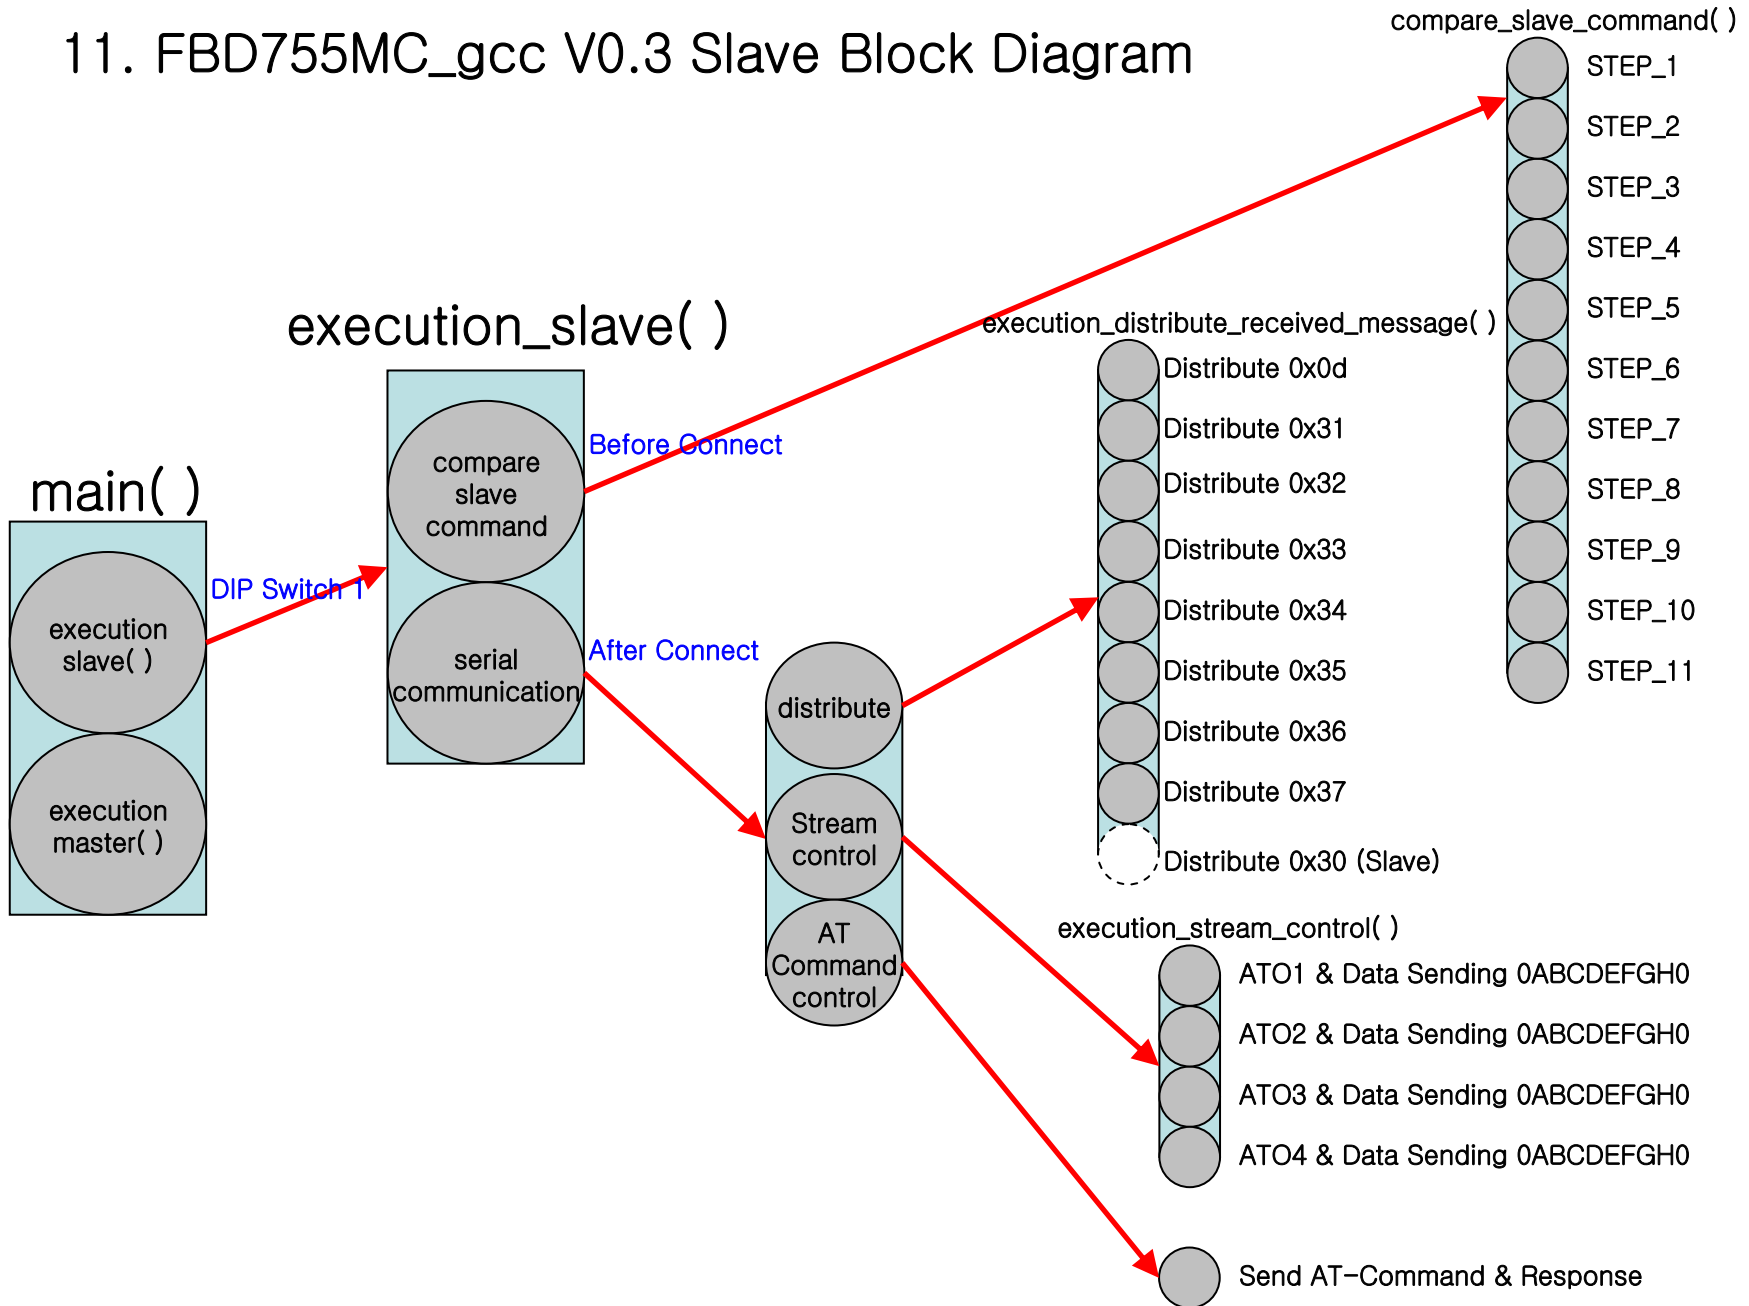 11. FBD755MC_gcc V0.3 Slave Block Diagram
main( )
execution
slave( )
execution
master( )
DIP Switch 1
execution_slave( )
compare
slave
command
serial
communication
Before Connect
After Connect
distribute
Stream
control
AT
Command
control
compare_slave_command( )
STEP_1
STEP_2
STEP_3
STEP_4
STEP_5
STEP_6
STEP_7
STEP_8
STEP_9
STEP_10
STEP_11
execution_distribute_received_message( )
Distribute 0x0d
Distribute 0x31
Distribute 0x32
Distribute 0x33
Distribute 0x34
Distribute 0x35
Distribute 0x36
Distribute 0x37
Distribute 0x30 (Slave)
execution_stream_control( )
ATO1 & Data Sending 0ABCDEFGH0
ATO2 & Data Sending 0ABCDEFGH0
ATO3 & Data Sending 0ABCDEFGH0
ATO4 & Data Sending 0ABCDEFGH0
Send AT-Command & Response